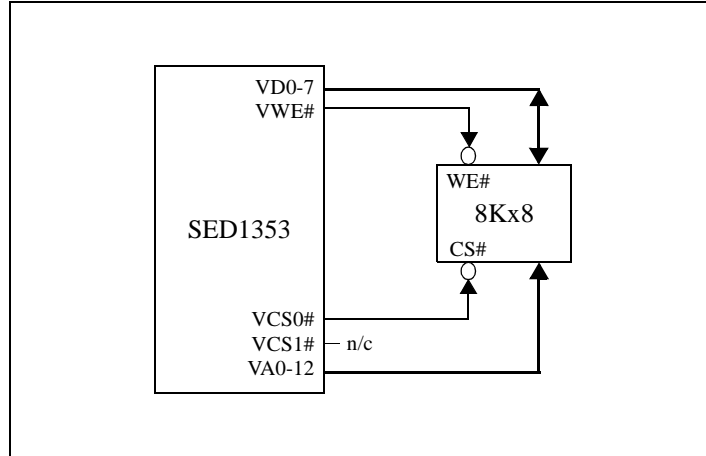 VD0-7
VWE#
WE#
8Kx8
SED1353
CS#
VCS0#
VCS1#
n/c
VA0-12